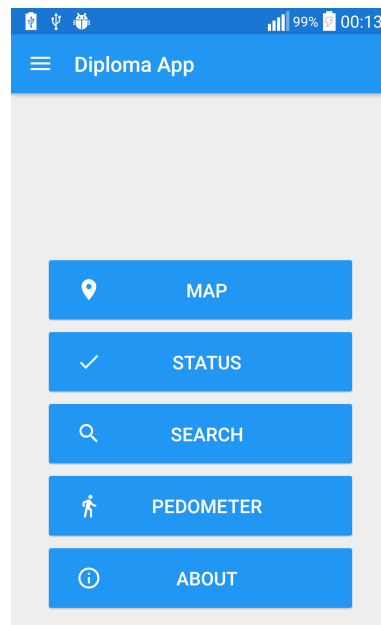 99% 00:13
Diploma App
MAP
STATUS
SEARCH
PEDOMETER
ABOUT